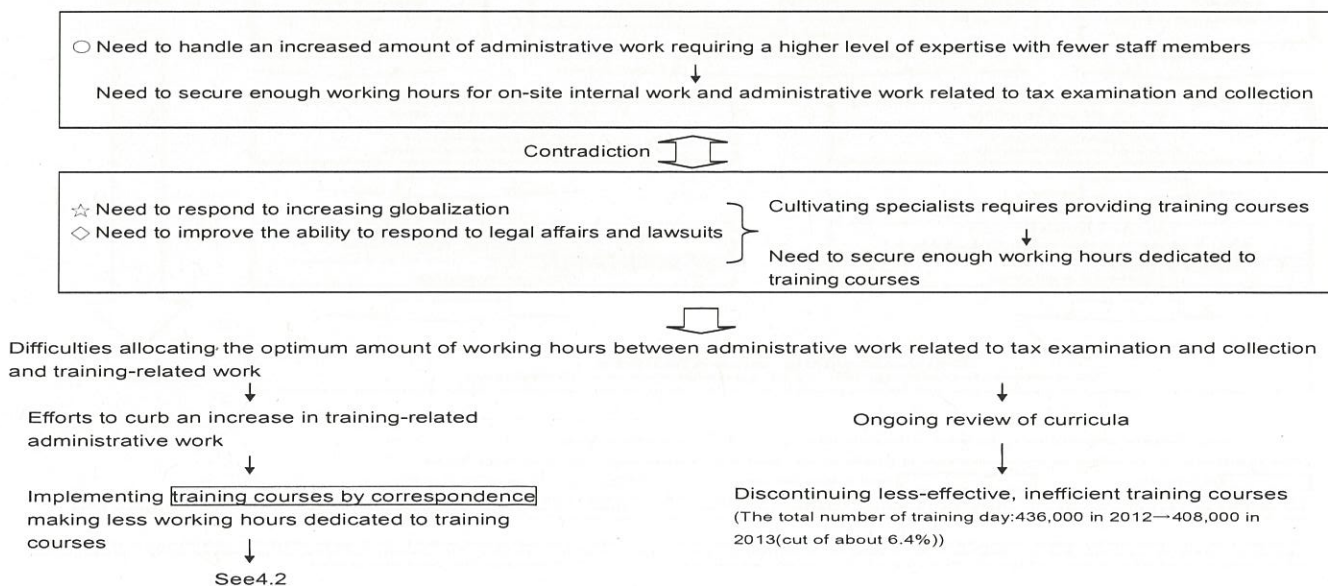 ○ Need to handle an increased amount of administrative work requiring a higher level of expertise with fewer staff members
↓
Need to secure enough working hours for on-site internal work and administrative work related to tax examination and collection
Contradiction
☆ Need to respond to increasing globalization
◇ Need to improve the ability to respond to legal affairs and lawsuits
Cultivating specialists requires providing training courses
↓
Need to secure enough working hours dedicated to
training courses
Difficulties allocating the optimum amount of working hours between administrative work related to tax examination and collection
and training-related work
↓
Efforts to curb an increase in training-related
administrative work
↓
Implementing training courses by correspondence
making less working hours dedicated to training
courses
↓
See4.2
↓
Ongoing review of curricula
↓
Discontinuing less-effective, inefficient training courses
(The total number of training day:436,000 in 2012→408,000 in
2013(cut of about 6.4%))